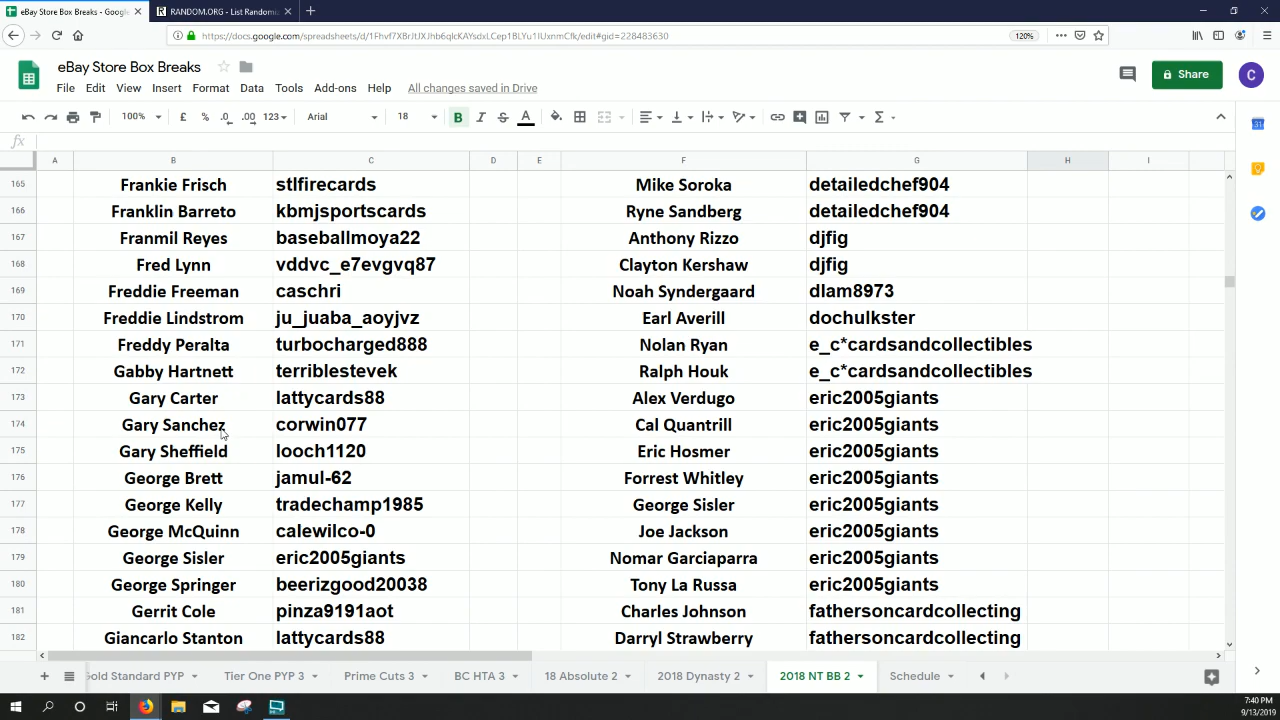 eBay Store Box Breaks - Google
RANDOM.ORG - List Randomi
https://docs.google.com/spreadsheets/d/1Fhvf7XBrJtJXJhb6qlcKAYsdxLCep1BLYu1IUxnmCfk/edit#gid=228483630
120%
eBay Store Box Breaks
File Edit View Insert Format Data Tools Add-ons Help All changes saved in Drive
Share
C
100% £ % .0 .00 123 Arial 18 B I S A
fx
A B C D E F G H I
165 Frankie Frisch stlfirecards Mike Soroka detailedchef904
166 Franklin Barreto kbmjsportscards Ryne Sandberg detailedchef904
167 Franmil Reyes baseballmoya22 Anthony Rizzo djfig
168 Fred Lynn vddvc_e7evgvq87 Clayton Kershaw djfig
169 Freddie Freeman caschri Noah Syndergaard dlam8973
170 Freddie Lindstrom ju_juaba_aoyjvz Earl Averill dochulkster
171 Freddy Peralta turbocharged888 Nolan Ryan e_c*cardsandcollectibles
172 Gabby Hartnett terriblestevek Ralph Houk e_c*cardsandcollectibles
173 Gary Carter lattycards88 Alex Verdugo eric2005giants
174 Gary Sanchez corwin077 Cal Quantrill eric2005giants
175 Gary Sheffield looch1120 Eric Hosmer eric2005giants
176 George Brett jamul-62 Forrest Whitley eric2005giants
177 George Kelly tradechamp1985 George Sisler eric2005giants
178 George McQuinn calewilco-0 Joe Jackson eric2005giants
179 George Sisler eric2005giants Nomar Garciaparra eric2005giants
180 George Springer beerizgood20038 Tony La Russa eric2005giants
181 Gerrit Cole pinza9191aot Charles Johnson fathersoncardcollecting
182 Giancarlo Stanton lattycards88 Darryl Strawberry fathersoncardcollecting
Gold Standard PYP Tier One PYP 3 Prime Cuts 3 BC HTA 3 18 Absolute 2 2018 Dynasty 2 2018 NT BB 2 Schedule
7:40 PM
9/13/2019